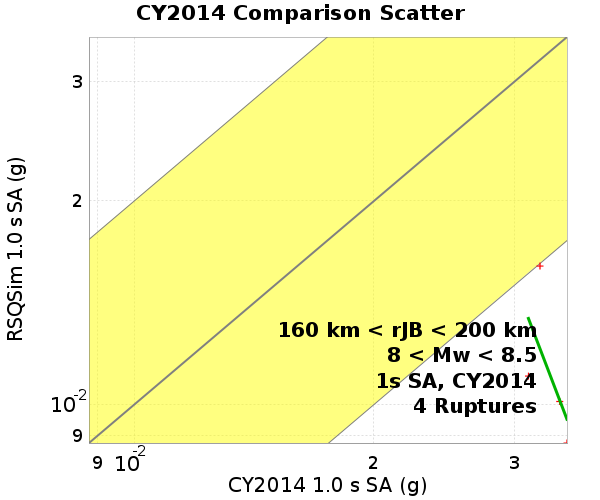 CY2014 Comparison Scatter
RSQSim 1.0 s SA (g)
3
2
10-2
9
160 km < rJB < 200 km
8 < Mw < 8.5
1s SA, CY2014
4 Ruptures
9 10-2 2 3
CY2014 1.0 s SA (g)